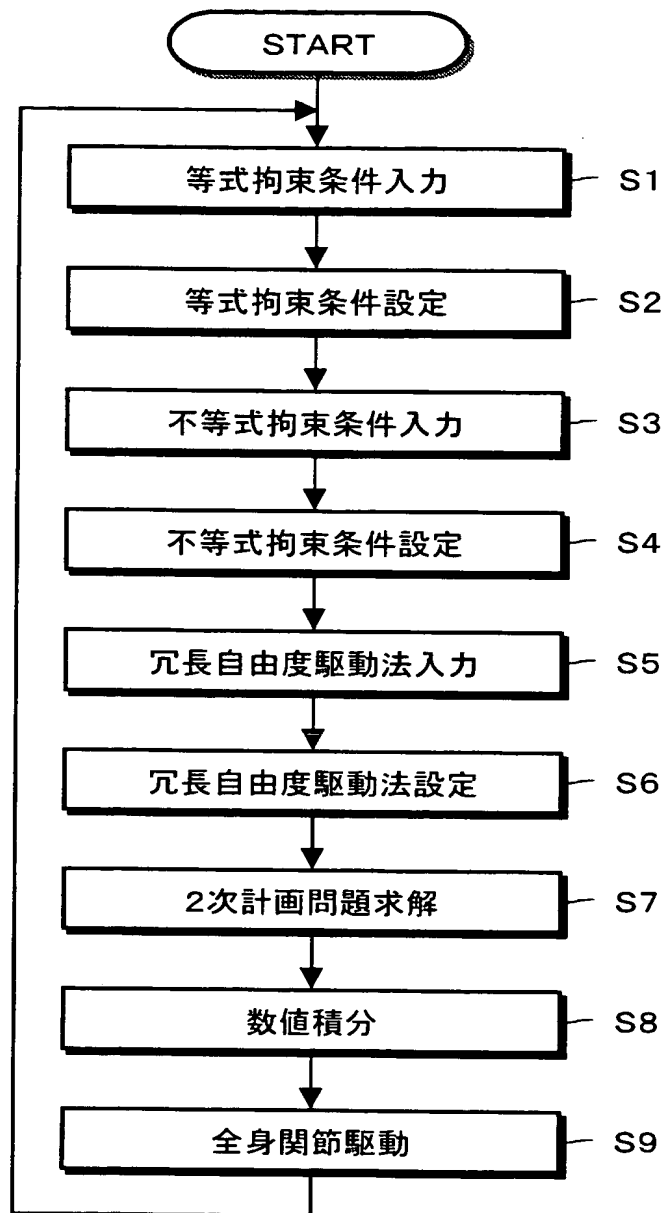 START
等式拘束条件入力 S1
等式拘束条件設定 S2
不等式拘束条件入力 S3
不等式拘束条件設定 S4
冗長自由度駆動法入力 S5
冗長自由度駆動法設定 S6
2次計画問題求解 S7
数値積分 S8
全身関節駆動 S9